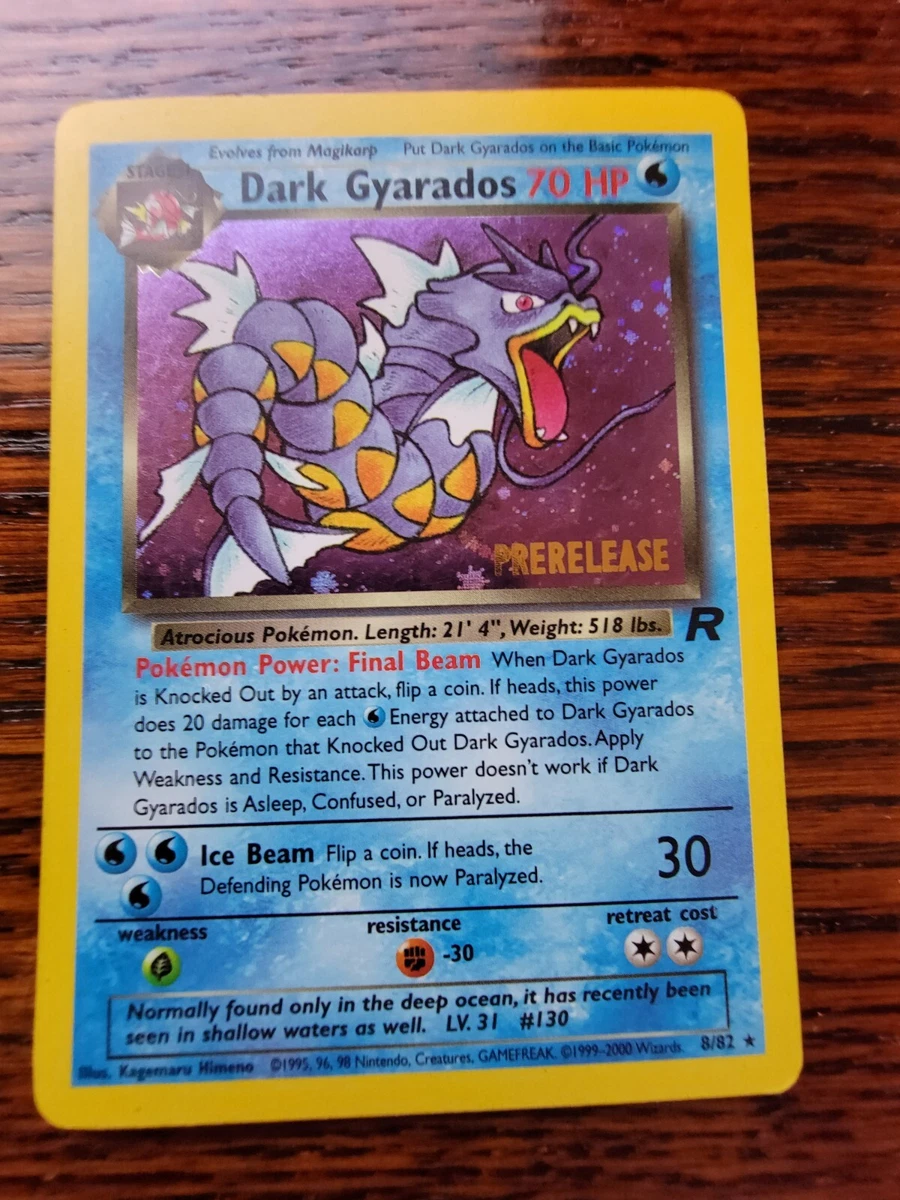 Evolves from Magikarp Put Dark Gyarados on the Basic Pokémon
STAGE 1
Dark Gyarados 70 HP
PRERELEASE
Atrocious Pokémon. Length: 21' 4", Weight: 518 lbs.
R
Pokémon Power: Final Beam When Dark Gyarados
is Knocked Out by an attack, flip a coin. If heads, this power
does 20 damage for each Energy attached to Dark Gyarados
to the Pokémon that Knocked Out Dark Gyarados. Apply
Weakness and Resistance. This power doesn't work if Dark
Gyarados is Asleep, Confused, or Paralyzed.
Ice Beam Flip a coin. If heads, the
Defending Pokémon is now Paralyzed.
30
weakness resistance retreat cost
-30
Normally found only in the deep ocean, it has recently been
seen in shallow waters as well. LV. 31 #130
Illus. Kagemaru Himeno ©1995, 96, 98 Nintendo, Creatures, GAMEFREAK. ©1999-2000 Wizards. 8/82 ★